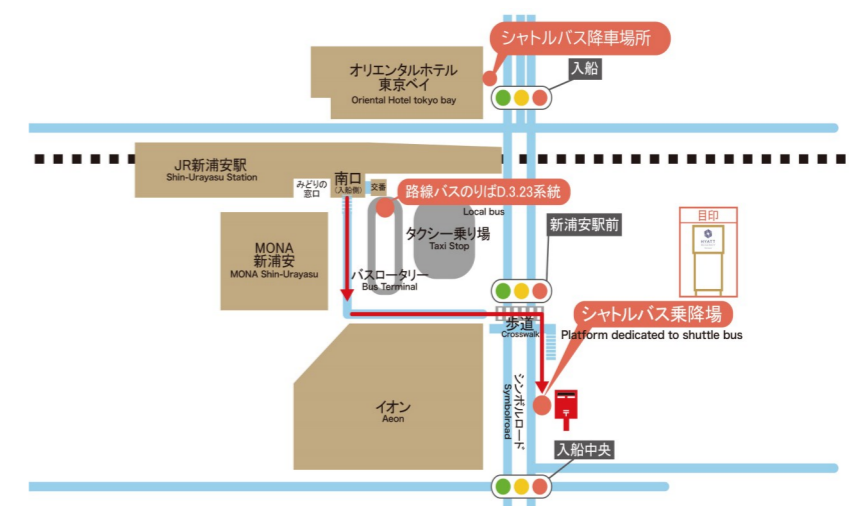 シャトルバス降車場所
オリエンタルホテル
東京ベイ
Oriental Hotel tokyo bay
入船
JR新浦安駅
Shin-Urayasu Station
みどりの
窓口
南口
(入船側)
交番
路線バスのりばD.3.23系統
Local bus
タクシー乗り場
Taxi Stop
新浦安駅前
目印
HYATT
MONA
新浦安
MONA Shin-Urayasu
バスロータリー
Bus Terminal
シャトルバス乗降場
Platform dedicated to shuttle bus
歩道
Crosswalk
シンボルロード
Symbolroad
イオン
Aeon
〒
入船中央